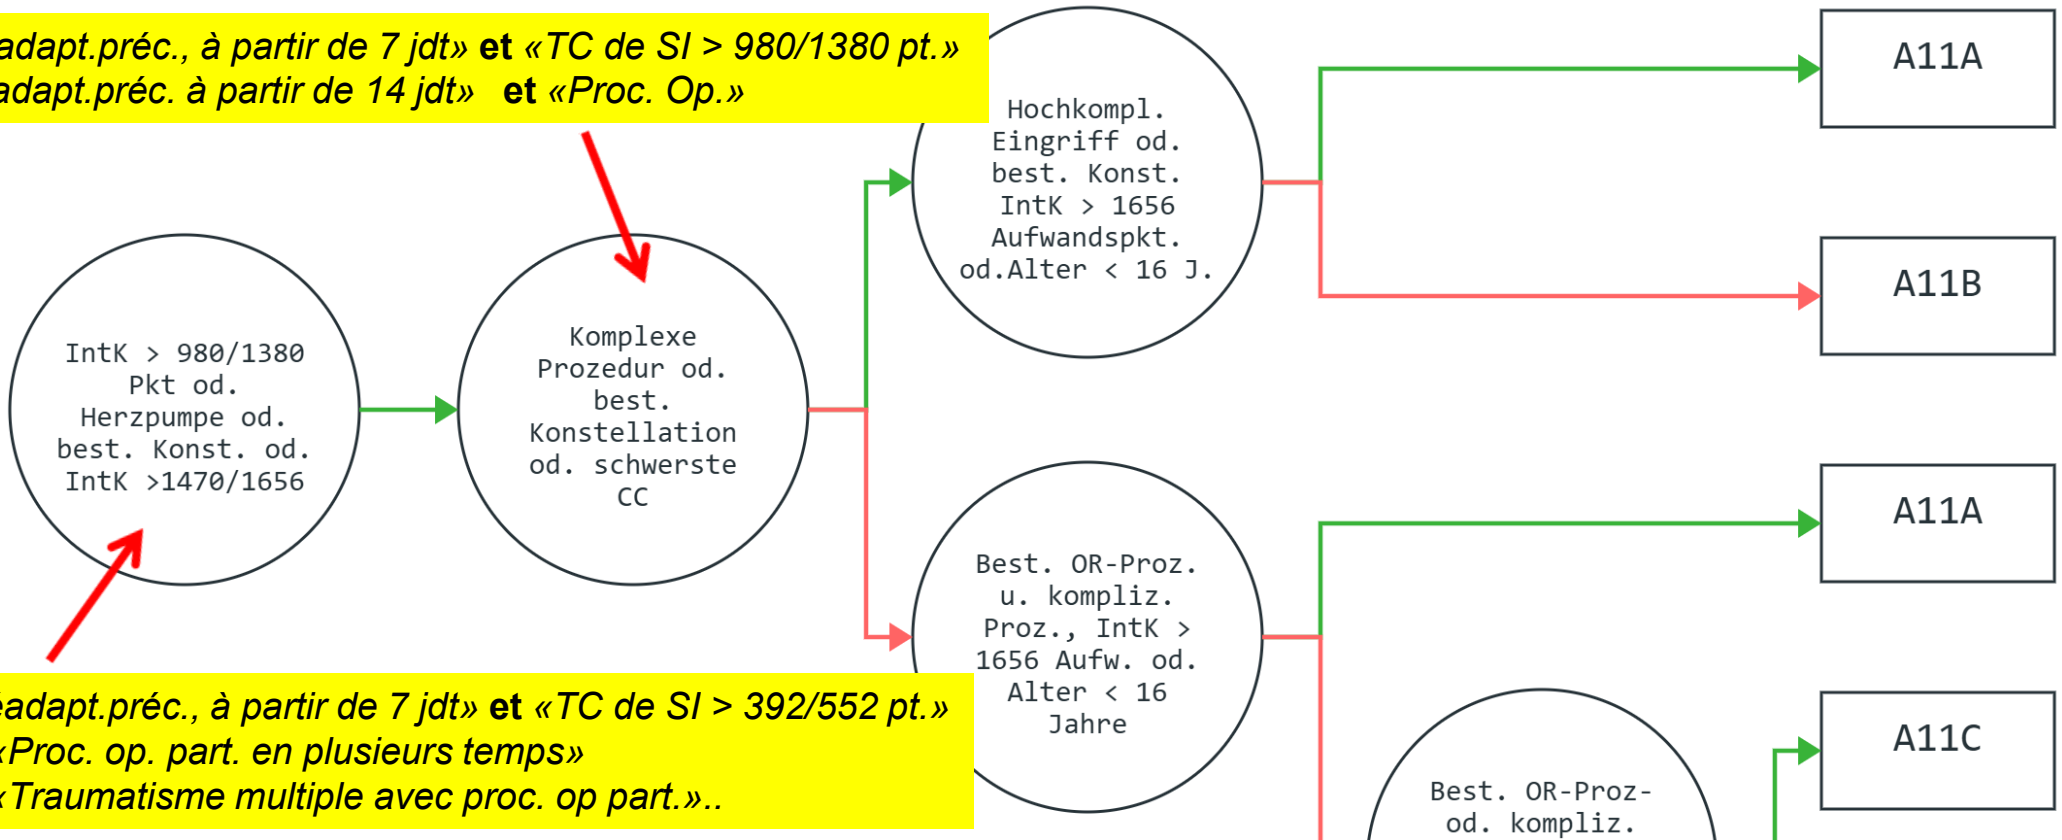 adapt.préc., à partir de 7 jdt» et «TC de SI > 980/1380 pt.»
adapt.préc. à partir de 14 jdt» et «Proc. Op.»
IntK > 980/1380
Pkt od.
Herzpumpe od.
best. Konst. od.
IntK >1470/1656
Komplexe
Prozedur od.
best.
Konstellation
od. schwerste
CC
Hochkompl.
Eingriff od.
best. Konst.
IntK > 1656
Aufwandspkt.
od.Alter < 16 J.
A11A
A11B
Best. OR-Proz.
u. kompliz.
Proz., IntK >
1656 Aufw. od.
Alter < 16
Jahre
A11A
A11C
Best. OR-Proz-
od. kompliz.
éadapt.préc., à partir de 7 jdt» et «TC de SI > 392/552 pt.»
«Proc. op. part. en plusieurs temps»
«Traumatisme multiple avec proc. op part.»..